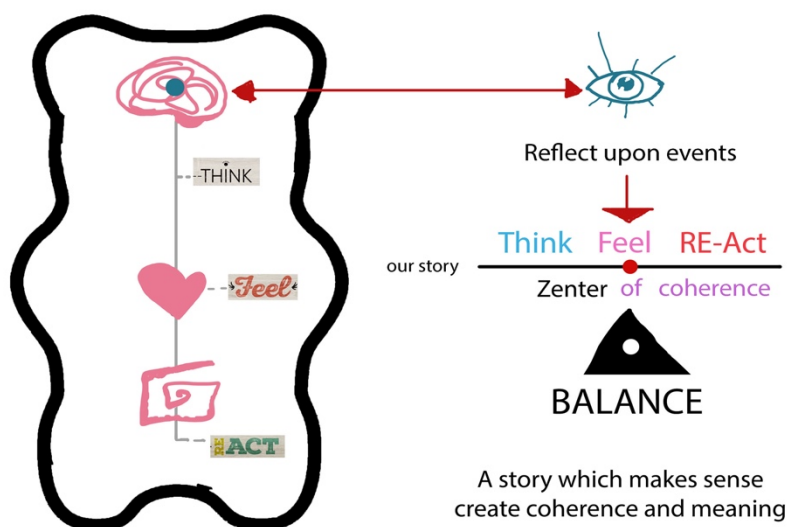 THINK
Feel
RE ACT
Reflect upon events
Think Feel RE-Act
our story
Zenter of coherence
BALANCE
A story which makes sense
create coherence and meaning